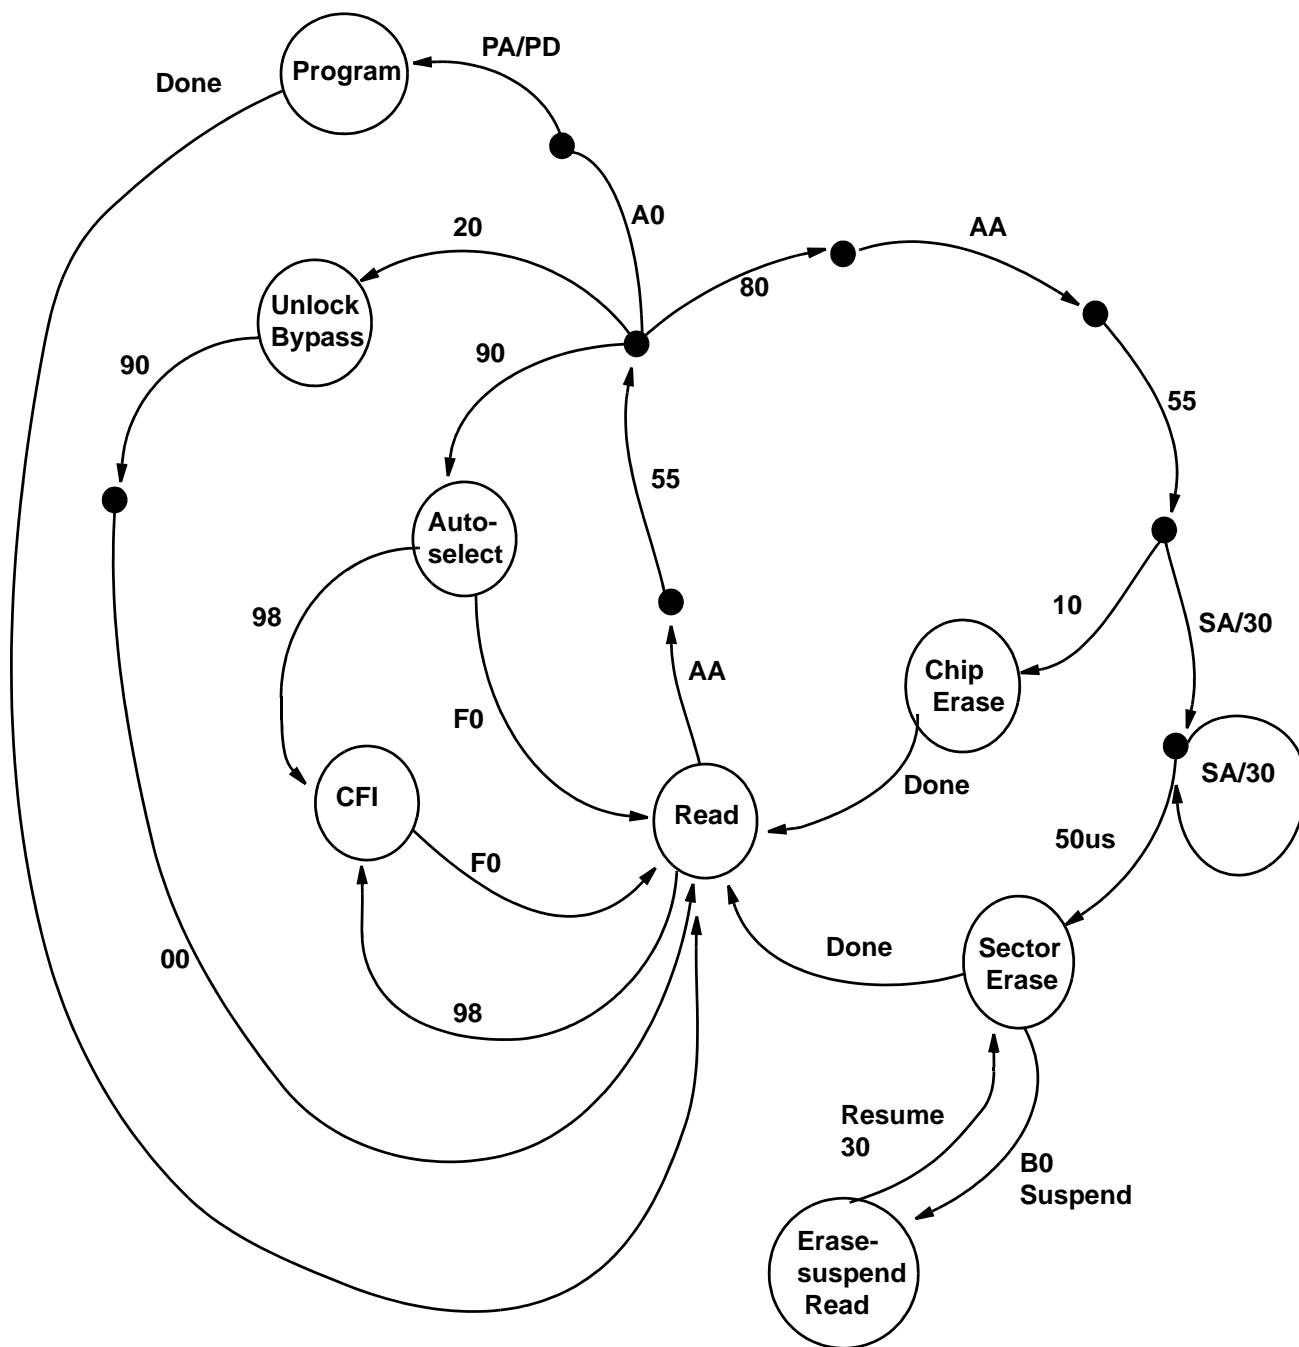 PA/PD
Program
Done
A0
20
AA
80
Unlock
Bypass
90
90
55
55
Auto-
select
98
10
SA/30
AA
Chip
Erase
F0
SA/30
Done
CFI
Read
50us
F0
Done
Sector
Erase
00
98
Resume
30
B0
Suspend
Erase-
suspend
Read